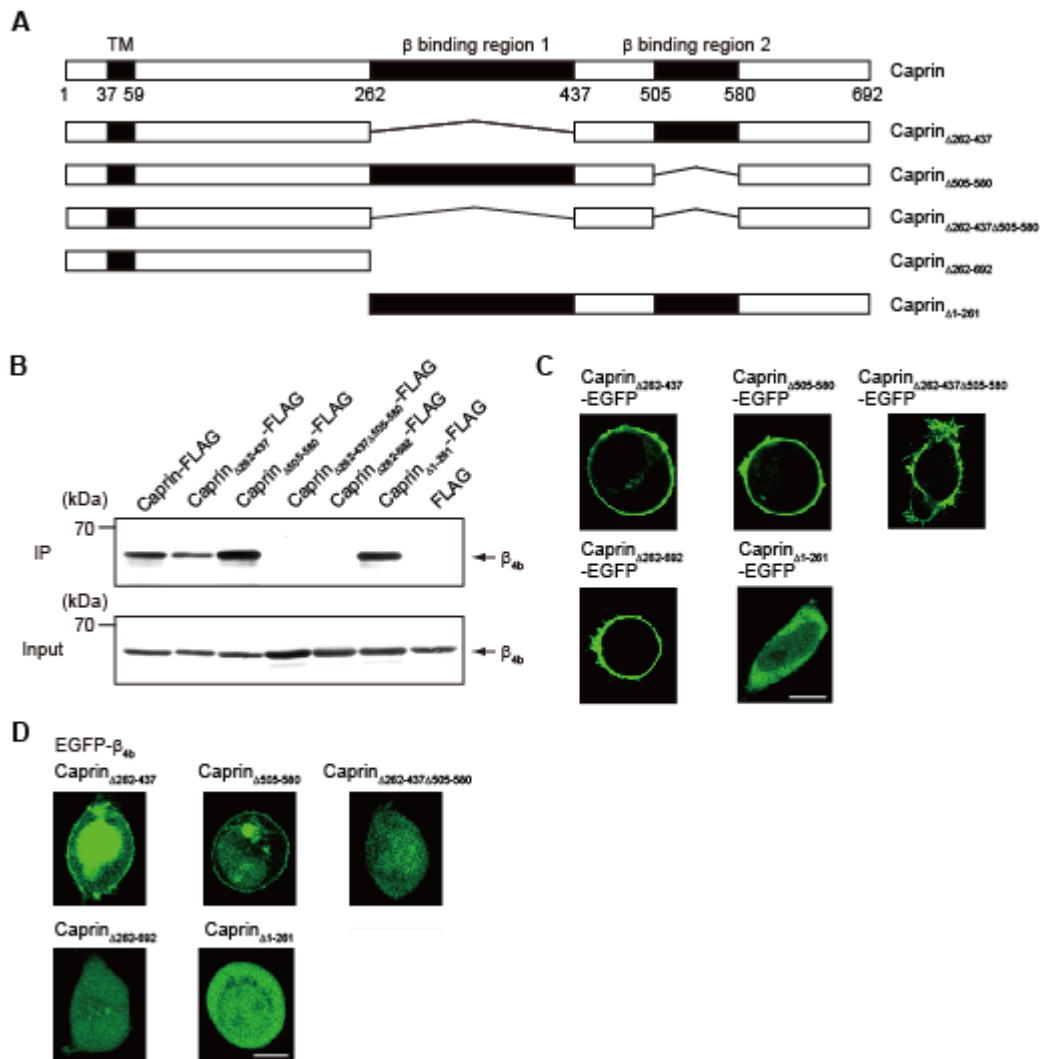 A
TM β binding region 1 β binding region 2
Caprin
1 37 59 262 437 505 580 692
CaprinΔ262-437
CaprinΔ505-580
CaprinΔ262-437Δ505-580
CaprinΔ262-692
CaprinΔ1-261
B
Caprin-FLAG
CaprinΔ262-437-FLAG
CaprinΔ505-580-FLAG
CaprinΔ262-437Δ505-580-FLAG
CaprinΔ262-692-FLAG
CaprinΔ1-261-FLAG
FLAG
(kDa)
70
IP
β4b
(kDa)
70
Input
β4b
C
CaprinΔ262-437
-EGFP
CaprinΔ505-580
-EGFP
CaprinΔ262-437Δ505-580
-EGFP
CaprinΔ262-692
-EGFP
CaprinΔ1-261
-EGFP
D
EGFP-β4b
CaprinΔ262-437
CaprinΔ505-580
CaprinΔ262-437Δ505-580
CaprinΔ262-692
CaprinΔ1-261